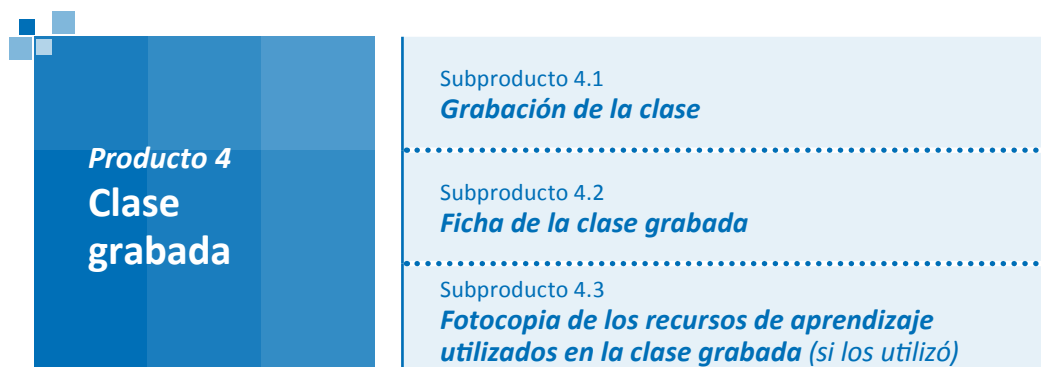 Producto 4
Clase
grabada
Subproducto 4.1
Grabación de la clase
Subproducto 4.2
Ficha de la clase grabada
Subproducto 4.3
Fotocopia de los recursos de aprendizaje
utilizados en la clase grabada (si los utilizó)